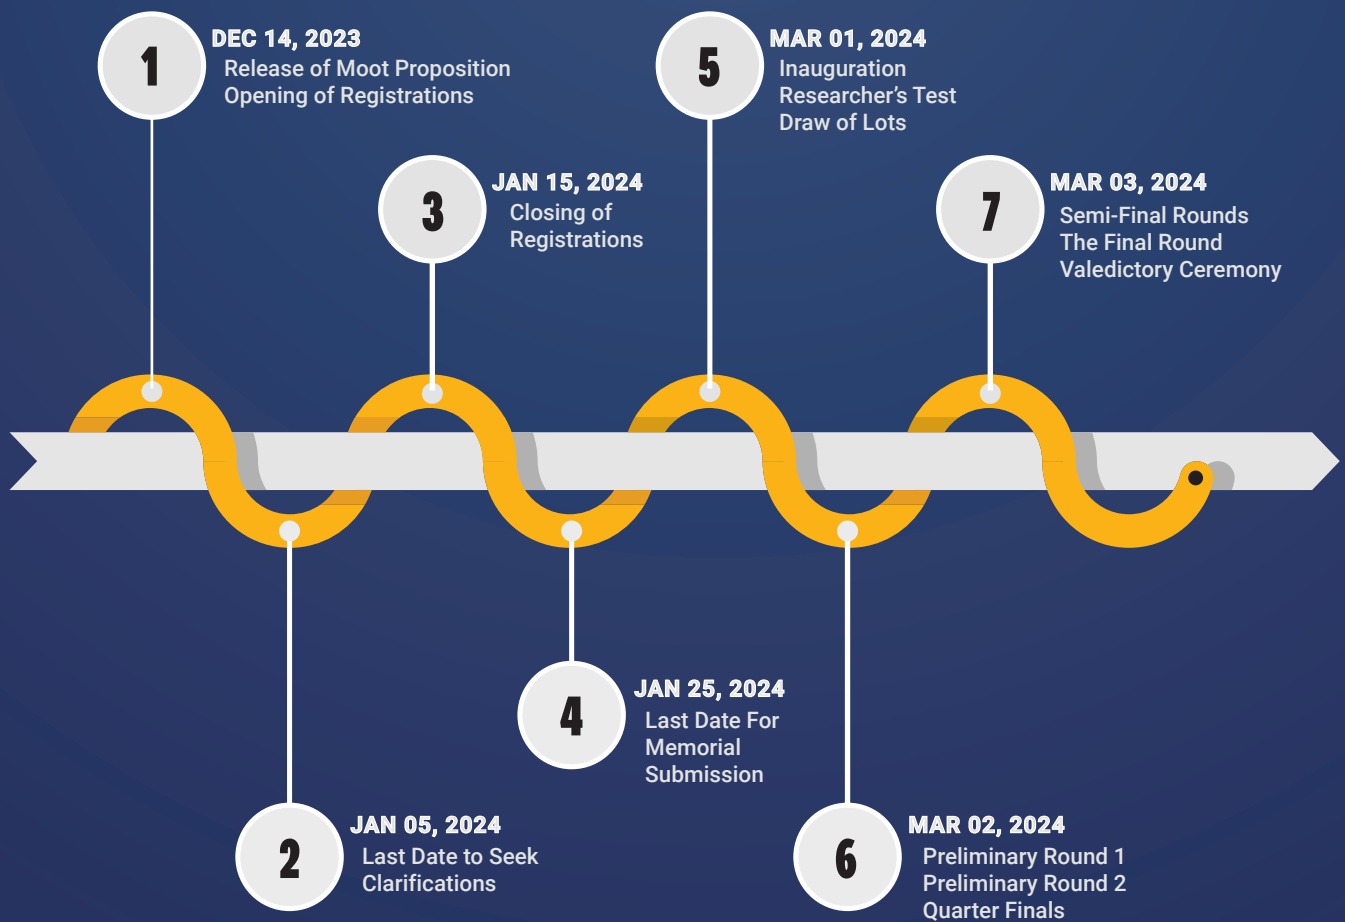 1
DEC 14, 2023
Release of Moot Proposition
Opening of Registrations
2
JAN 05, 2024
Last Date to Seek
Clarifications
3
JAN 15, 2024
Closing of
Registrations
4
JAN 25, 2024
Last Date For
Memorial
Submission
5
MAR 01, 2024
Inauguration
Researcher’s Test
Draw of Lots
6
MAR 02, 2024
Preliminary Round 1
Preliminary Round 2
Quarter Finals
7
MAR 03, 2024
Semi-Final Rounds
The Final Round
Valedictory Ceremony